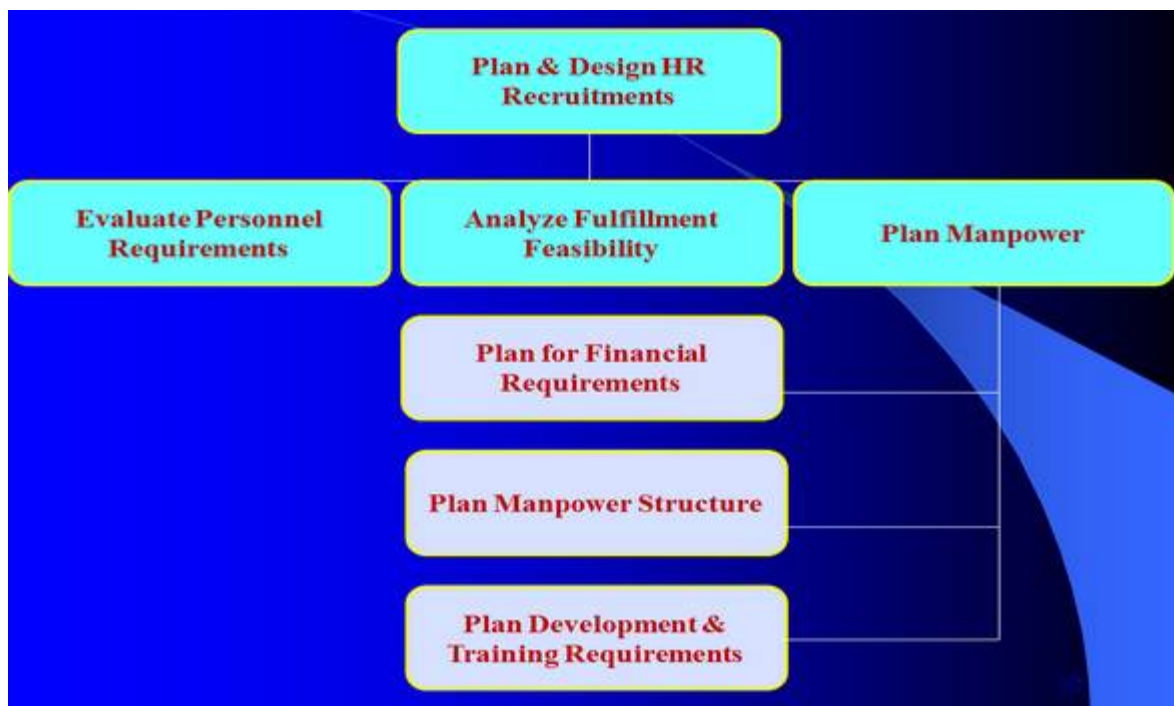 Plan & Design HR
Recruitments
Evaluate Personnel
Requirements
Analyze Fulfillment
Feasibility
Plan Manpower
Plan for Financial
Requirements
Plan Manpower Structure
Plan Development &
Training Requirements